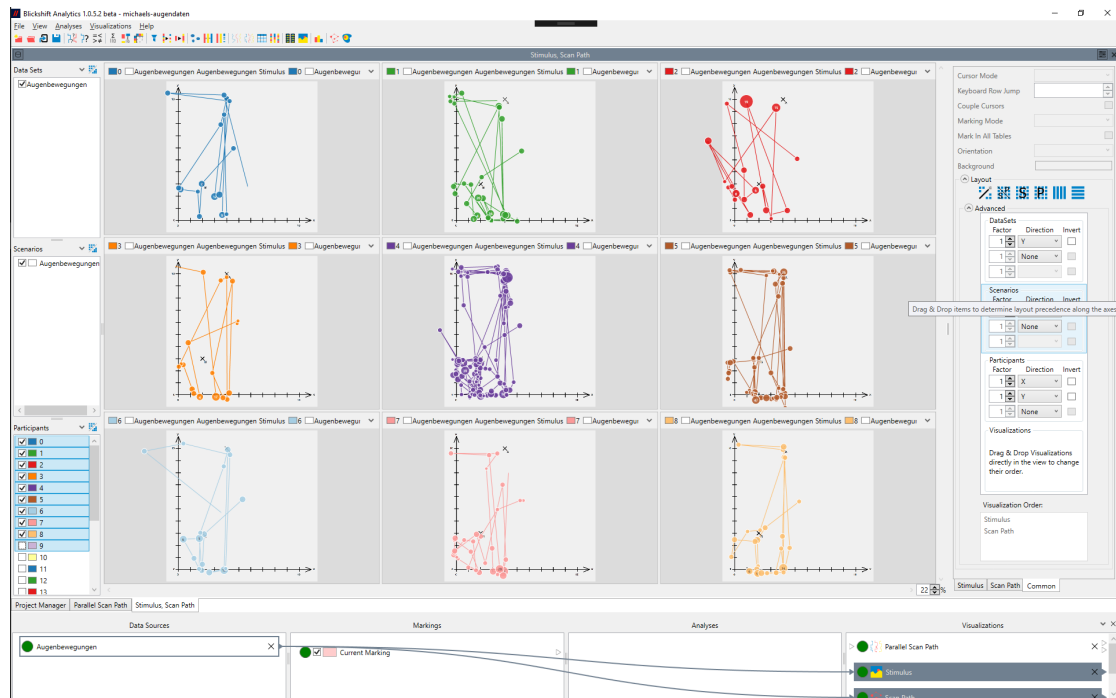 Blickshift Analytics 1.0.5.2 beta - michaels-augendaten
File View Analyses Visualizations Help
Stimulus, Scan Path
Data Sets
Augenbewegungen
0 Augenbewegungen Augenbewegungen Stimulus 0 Augenbewegu
1 Augenbewegungen Augenbewegungen Stimulus 1 Augenbewegu
2 Augenbewegungen Augenbewegungen Stimulus 2 Augenbewegu
Scenarios
Augenbewegungen
3 Augenbewegungen Augenbewegungen Stimulus 3 Augenbewegu
4 Augenbewegungen Augenbewegungen Stimulus 4 Augenbewegu
5 Augenbewegungen Augenbewegungen Stimulus 5 Augenbewegu
Participants
0
1
2
3
4
5
6
7
8
9
10
11
12
13
6 Augenbewegungen Augenbewegungen Stimulus 6 Augenbewegu
7 Augenbewegungen Augenbewegungen Stimulus 7 Augenbewegu
8 Augenbewegungen Augenbewegungen Stimulus 8 Augenbewegu
22 %
Cursor Mode
Keyboard Row Jump
Couple Cursors
Marking Mode
Mark In All Tables
Orientation
Background
Layout
Advanced
DataSets
Factor Direction Invert
1 Y
1 None
1
Scenarios
Factor Direction Invert
Drag & Drop items to determine layout precedence along the axes
1 None
1
Participants
Factor Direction Invert
1 X
1 Y
1 None
Visualizations
Drag & Drop Visualizations
directly in the view to change
their order.
Visualization Order:
Stimulus
Scan Path
Stimulus Scan Path Common
Project Manager Parallel Scan Path Stimulus, Scan Path
Data Sources Markings Analyses Visualizations
Augenbewegungen
Current Marking
Parallel Scan Path
Stimulus
Scan Path